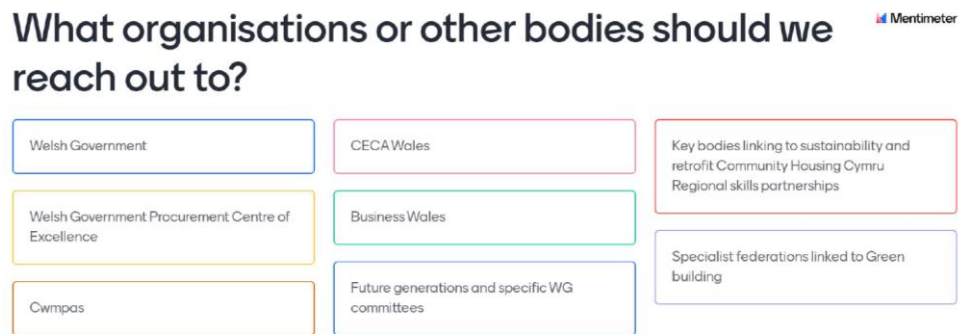 What organisations or other bodies should we
reach out to?
Mentimeter
Welsh Government
Welsh Government Procurement Centre of
Excellence
Cwmpas
CECA Wales
Business Wales
Future generations and specific WG
committees
Key bodies linking to sustainability and
retrofit Community Housing Cymru
Regional skills partnerships
Specialist federations linked to Green
building